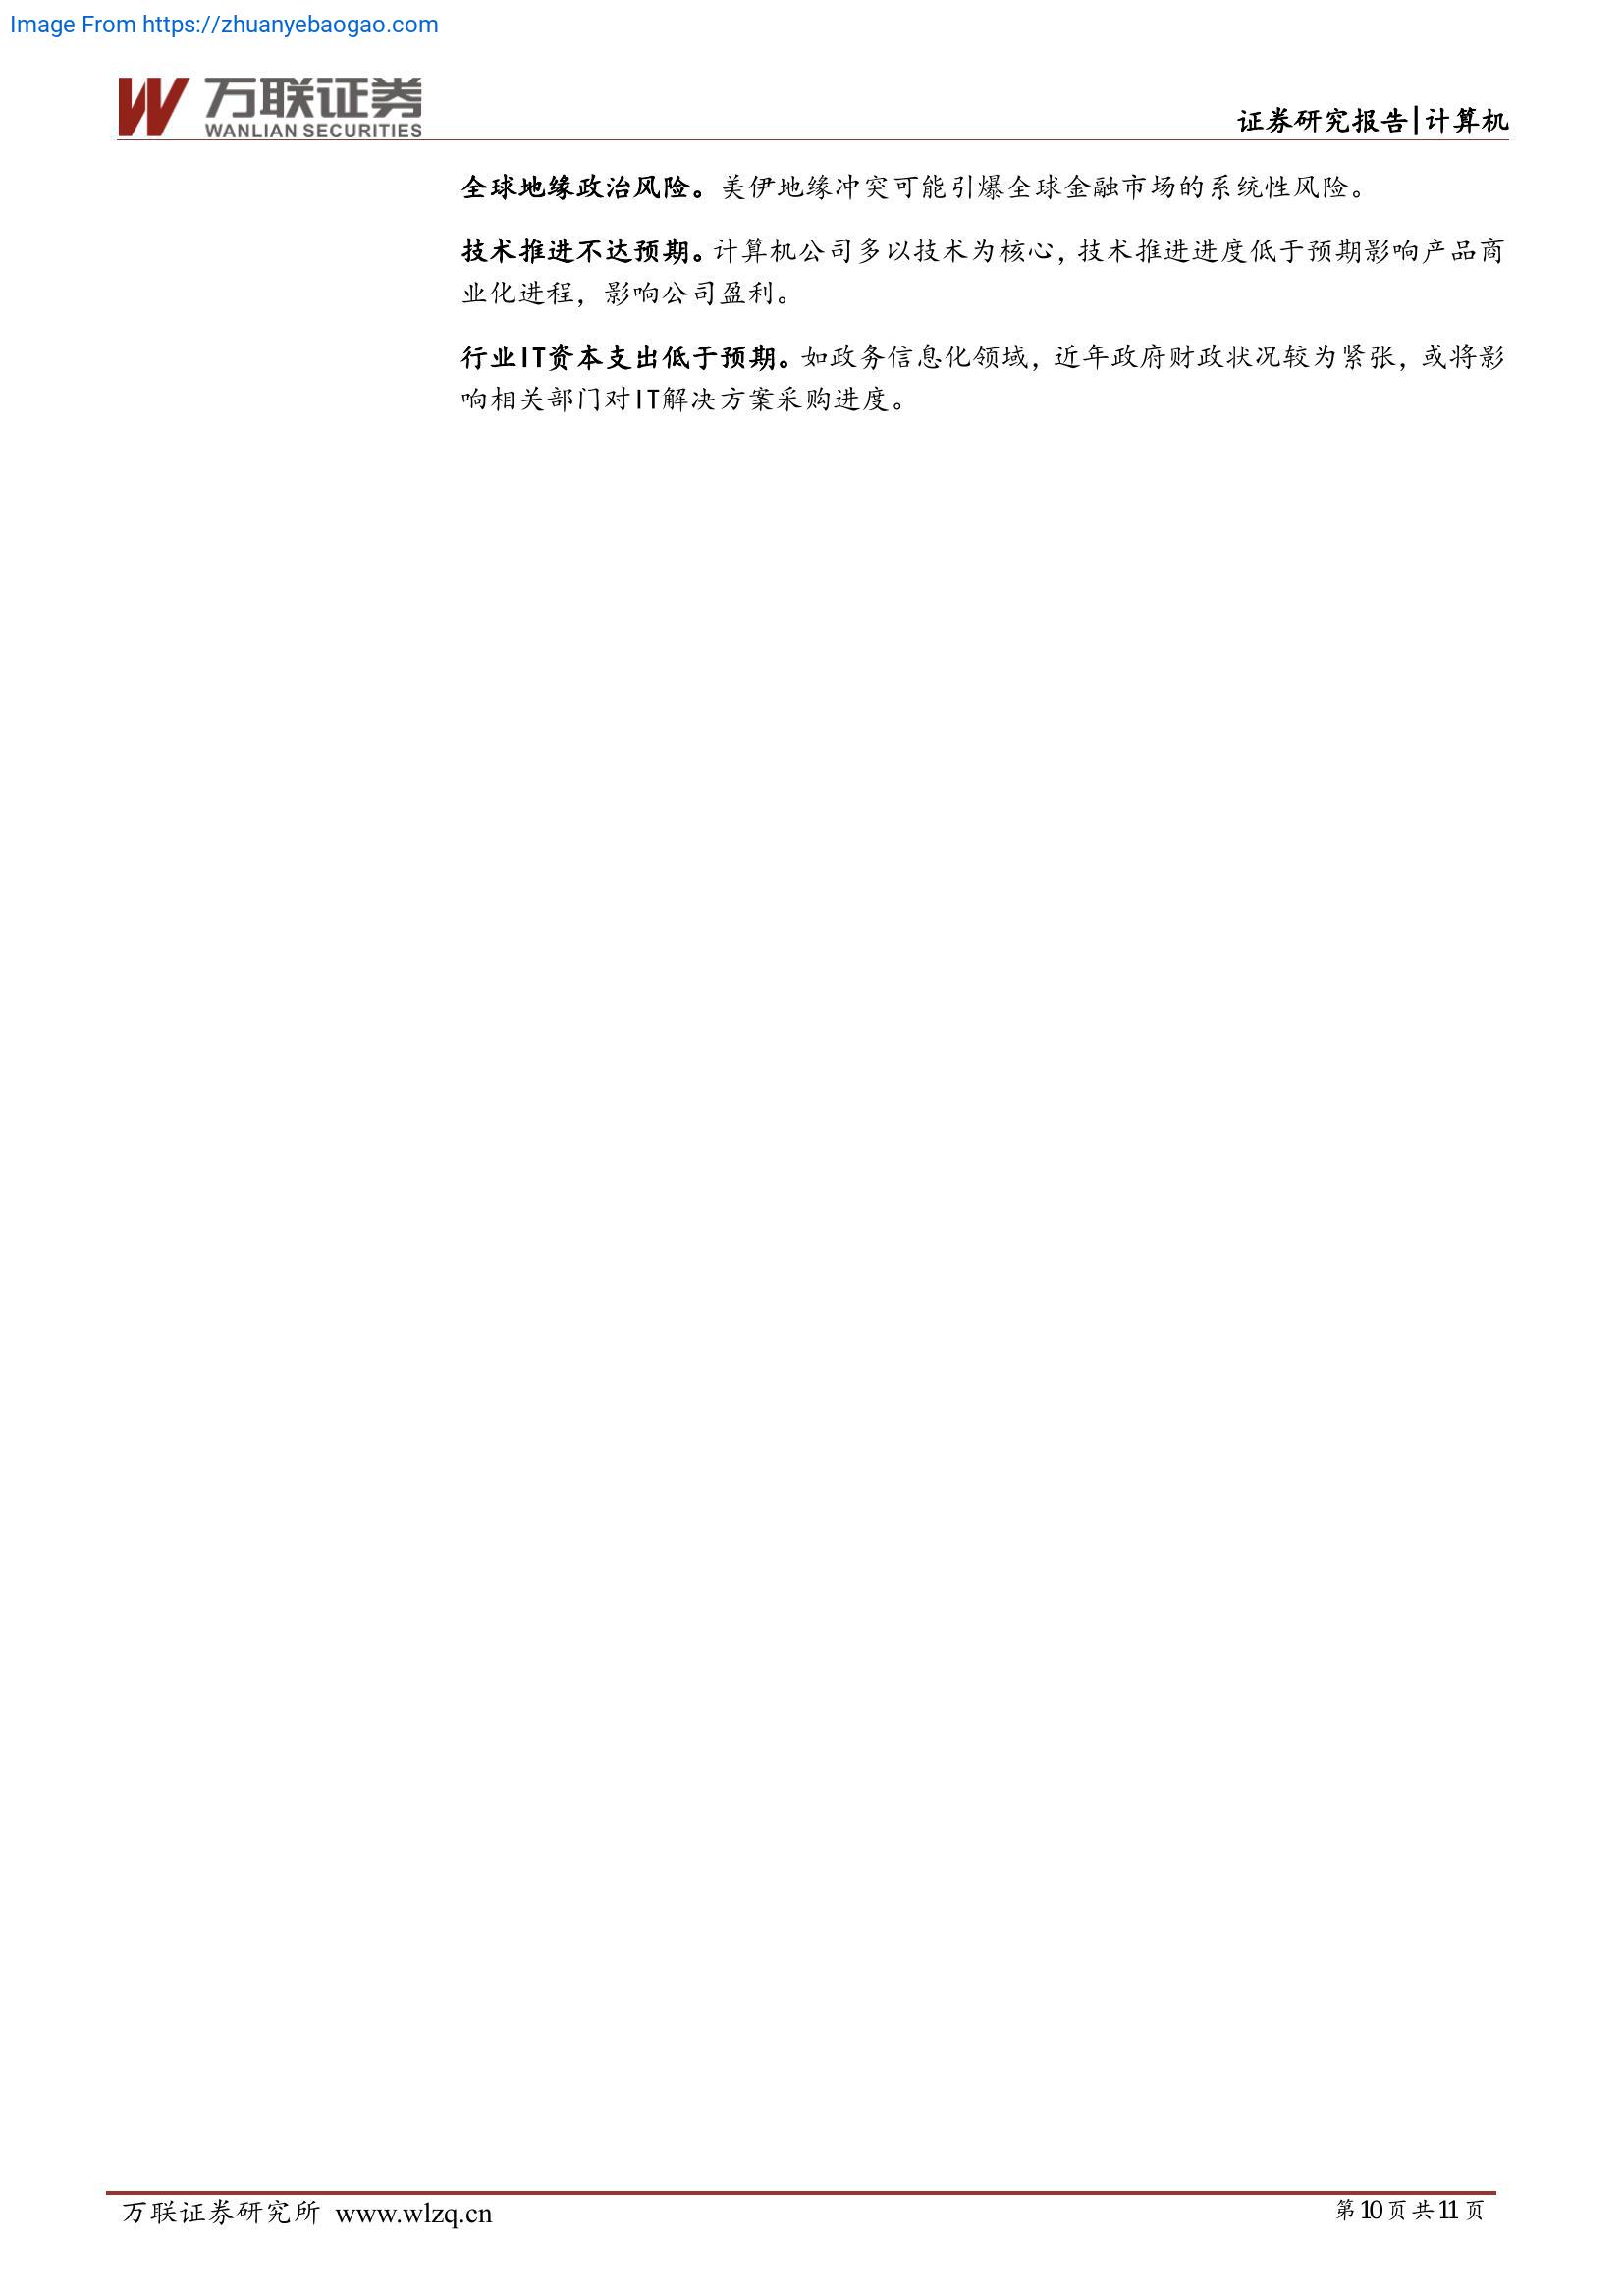 Image From https://zhuanyebaogao.com
万联证券
WANLIAN SECURITIES
证券研究报告|计算机
全球地缘政治风险。美伊地缘冲突可能引爆全球金融市场的系统性风险。
技术推进不达预期。计算机公司多以技术为核心，技术推进进度低于预期影响产品商
业化进程，影响公司盈利。
行业IT资本支出低于预期。如政务信息化领域，近年政府财政状况较为紧张，或将影
响相关部门对IT解决方案采购进度。
万联证券研究所 www.wlzq.cn
第10页共11页